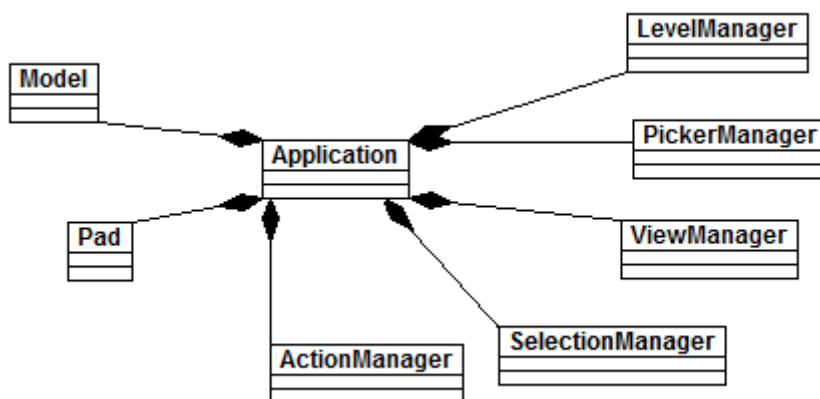 LevelManager
Model
PickerManager
Application
Pad
ViewManager
SelectionManager
ActionManager